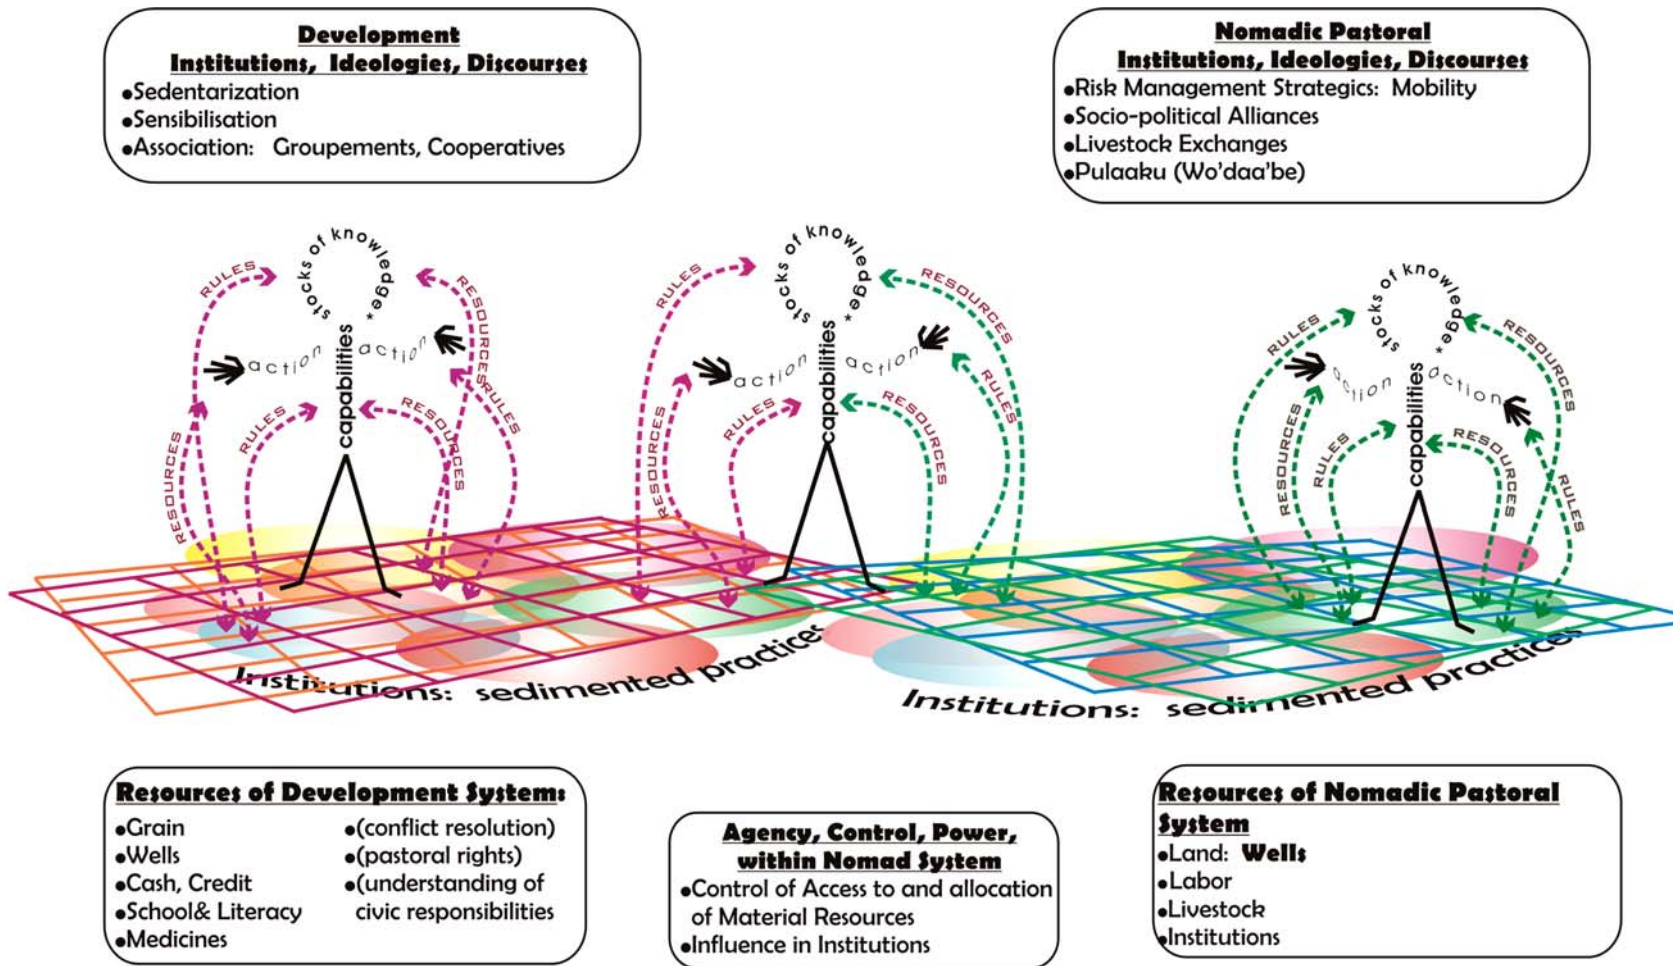 Development
Institutions, Ideologies, Discourses
●Sedentarization
●Sensibilisation
●Association: Groupements, Cooperatives
Nomadic Pastoral
Institutions, Ideologies, Discourses
●Risk Management Strategics: Mobility
●Socio-political Alliances
●Livestock Exchanges
●Pulaaku (Wo'daa'be)
stocks of knowledge*
RULES
RESOURCES
action
action
capabilities
RULES
RESOURCES
RULES
RESOURCES
stocks of knowledge*
RULES
RESOURCES
action
action
capabilities
RESOURCES
RULES
RESOURCES
RULES
stocks of knowledge*
RULES
RESOURCES
action
action
capabilities
RESOURCES
RULES
RESOURCES
RULES
Institutions: sedimented practices
Institutions: sedimented practices
Resources of Development System:
●Grain
●Wells
●Cash, Credit
●School& Literacy
●Medicines
●(conflict resolution)
●(pastoral rights)
●(understanding of
civic responsibilities
Agency, Control, Power,
within Nomad System
●Control of Access to and allocation
of Material Resources
●Influence in Institutions
Resources of Nomadic Pastoral
System
●Land: Wells
●Labor
●Livestock
●Institutions